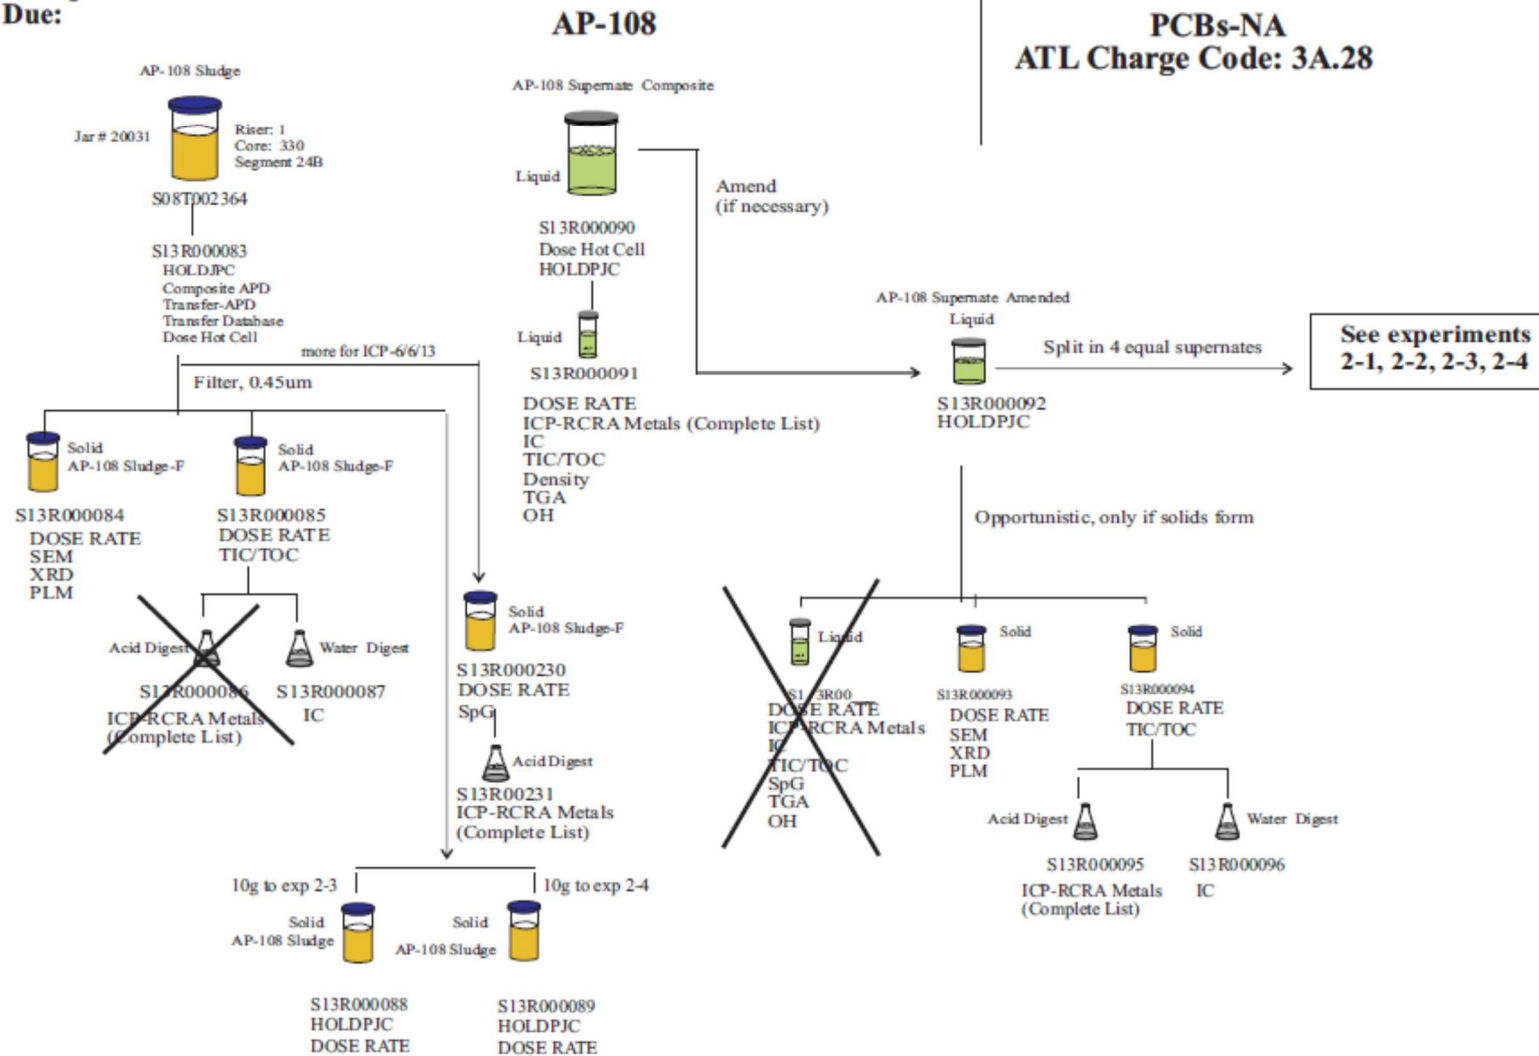 Due:
AP-108
PCBs-NA
ATL Charge Code: 3A.28
AP-108 Sludge
Jar # 20031
Riser: 1
Core: 330
Segment 24B
S08T002364
S13R000083
HOLDJPC
Composite APD
Transfer-APD
Transfer Database
Dose Hot Cell
more for ICP-6/6/13
Filter, 0.45um
Solid
AP-108 Sludge-F
S13R000084
DOSE RATE
SEM
XRD
PLM
Solid
AP-108 Sludge-F
S13R000085
DOSE RATE
TIC/TOC
Acid Digest
S13R000086
ICP-RCRA Metals
(Complete List)
Water Digest
S13R000087
IC
Solid
AP-108 Sludge-F
S13R000230
DOSE RATE
SpG
Acid Digest
S13R00231
ICP-RCRA Metals
(Complete List)
10g to exp 2-3
Solid
AP-108 Sludge
S13R000088
HOLDPJC
DOSE RATE
10g to exp 2-4
Solid
AP-108 Sludge
S13R000089
HOLDPJC
DOSE RATE
AP-108 Supernate Composite
Liquid
S13R000090
Dose Hot Cell
HOLDPJC
Liquid
S13R000091
DOSE RATE
ICP-RCRA Metals (Complete List)
IC
TIC/TOC
Density
TGA
OH
Amend
(if necessary)
AP-108 Supernate Amended
Liquid
S13R000092
HOLDPJC
Split in 4 equal supernates
See experiments
2-1, 2-2, 2-3, 2-4
Opportunistic, only if solids form
Liquid
DOSE RATE
ICP-RCRA Metals
IC
TIC/TOC
SpG
TGA
OH
Solid
S13R000093
DOSE RATE
SEM
XRD
PLM
Solid
S13R000094
DOSE RATE
TIC/TOC
Acid Digest
S13R000095
ICP-RCRA Metals
(Complete List)
Water Digest
S13R000096
IC